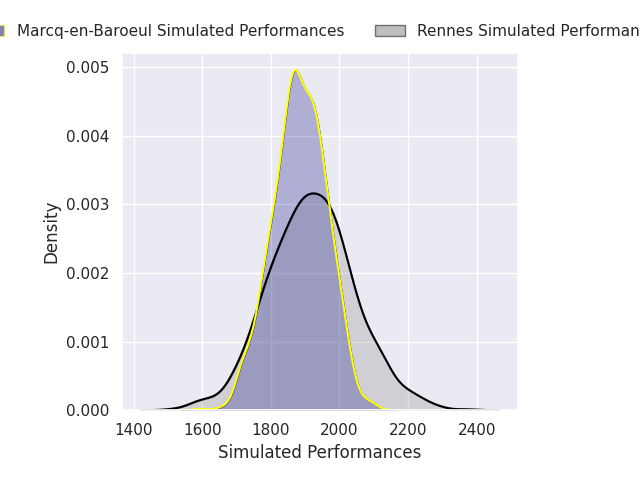 Marcq-en-Baroeul Simulated Performances Rennes Simulated Performan
0.005
0.004
0.003
0.002
0.001
0.000
Density
1400 1600 1800 2000 2200 2400
Simulated Performances